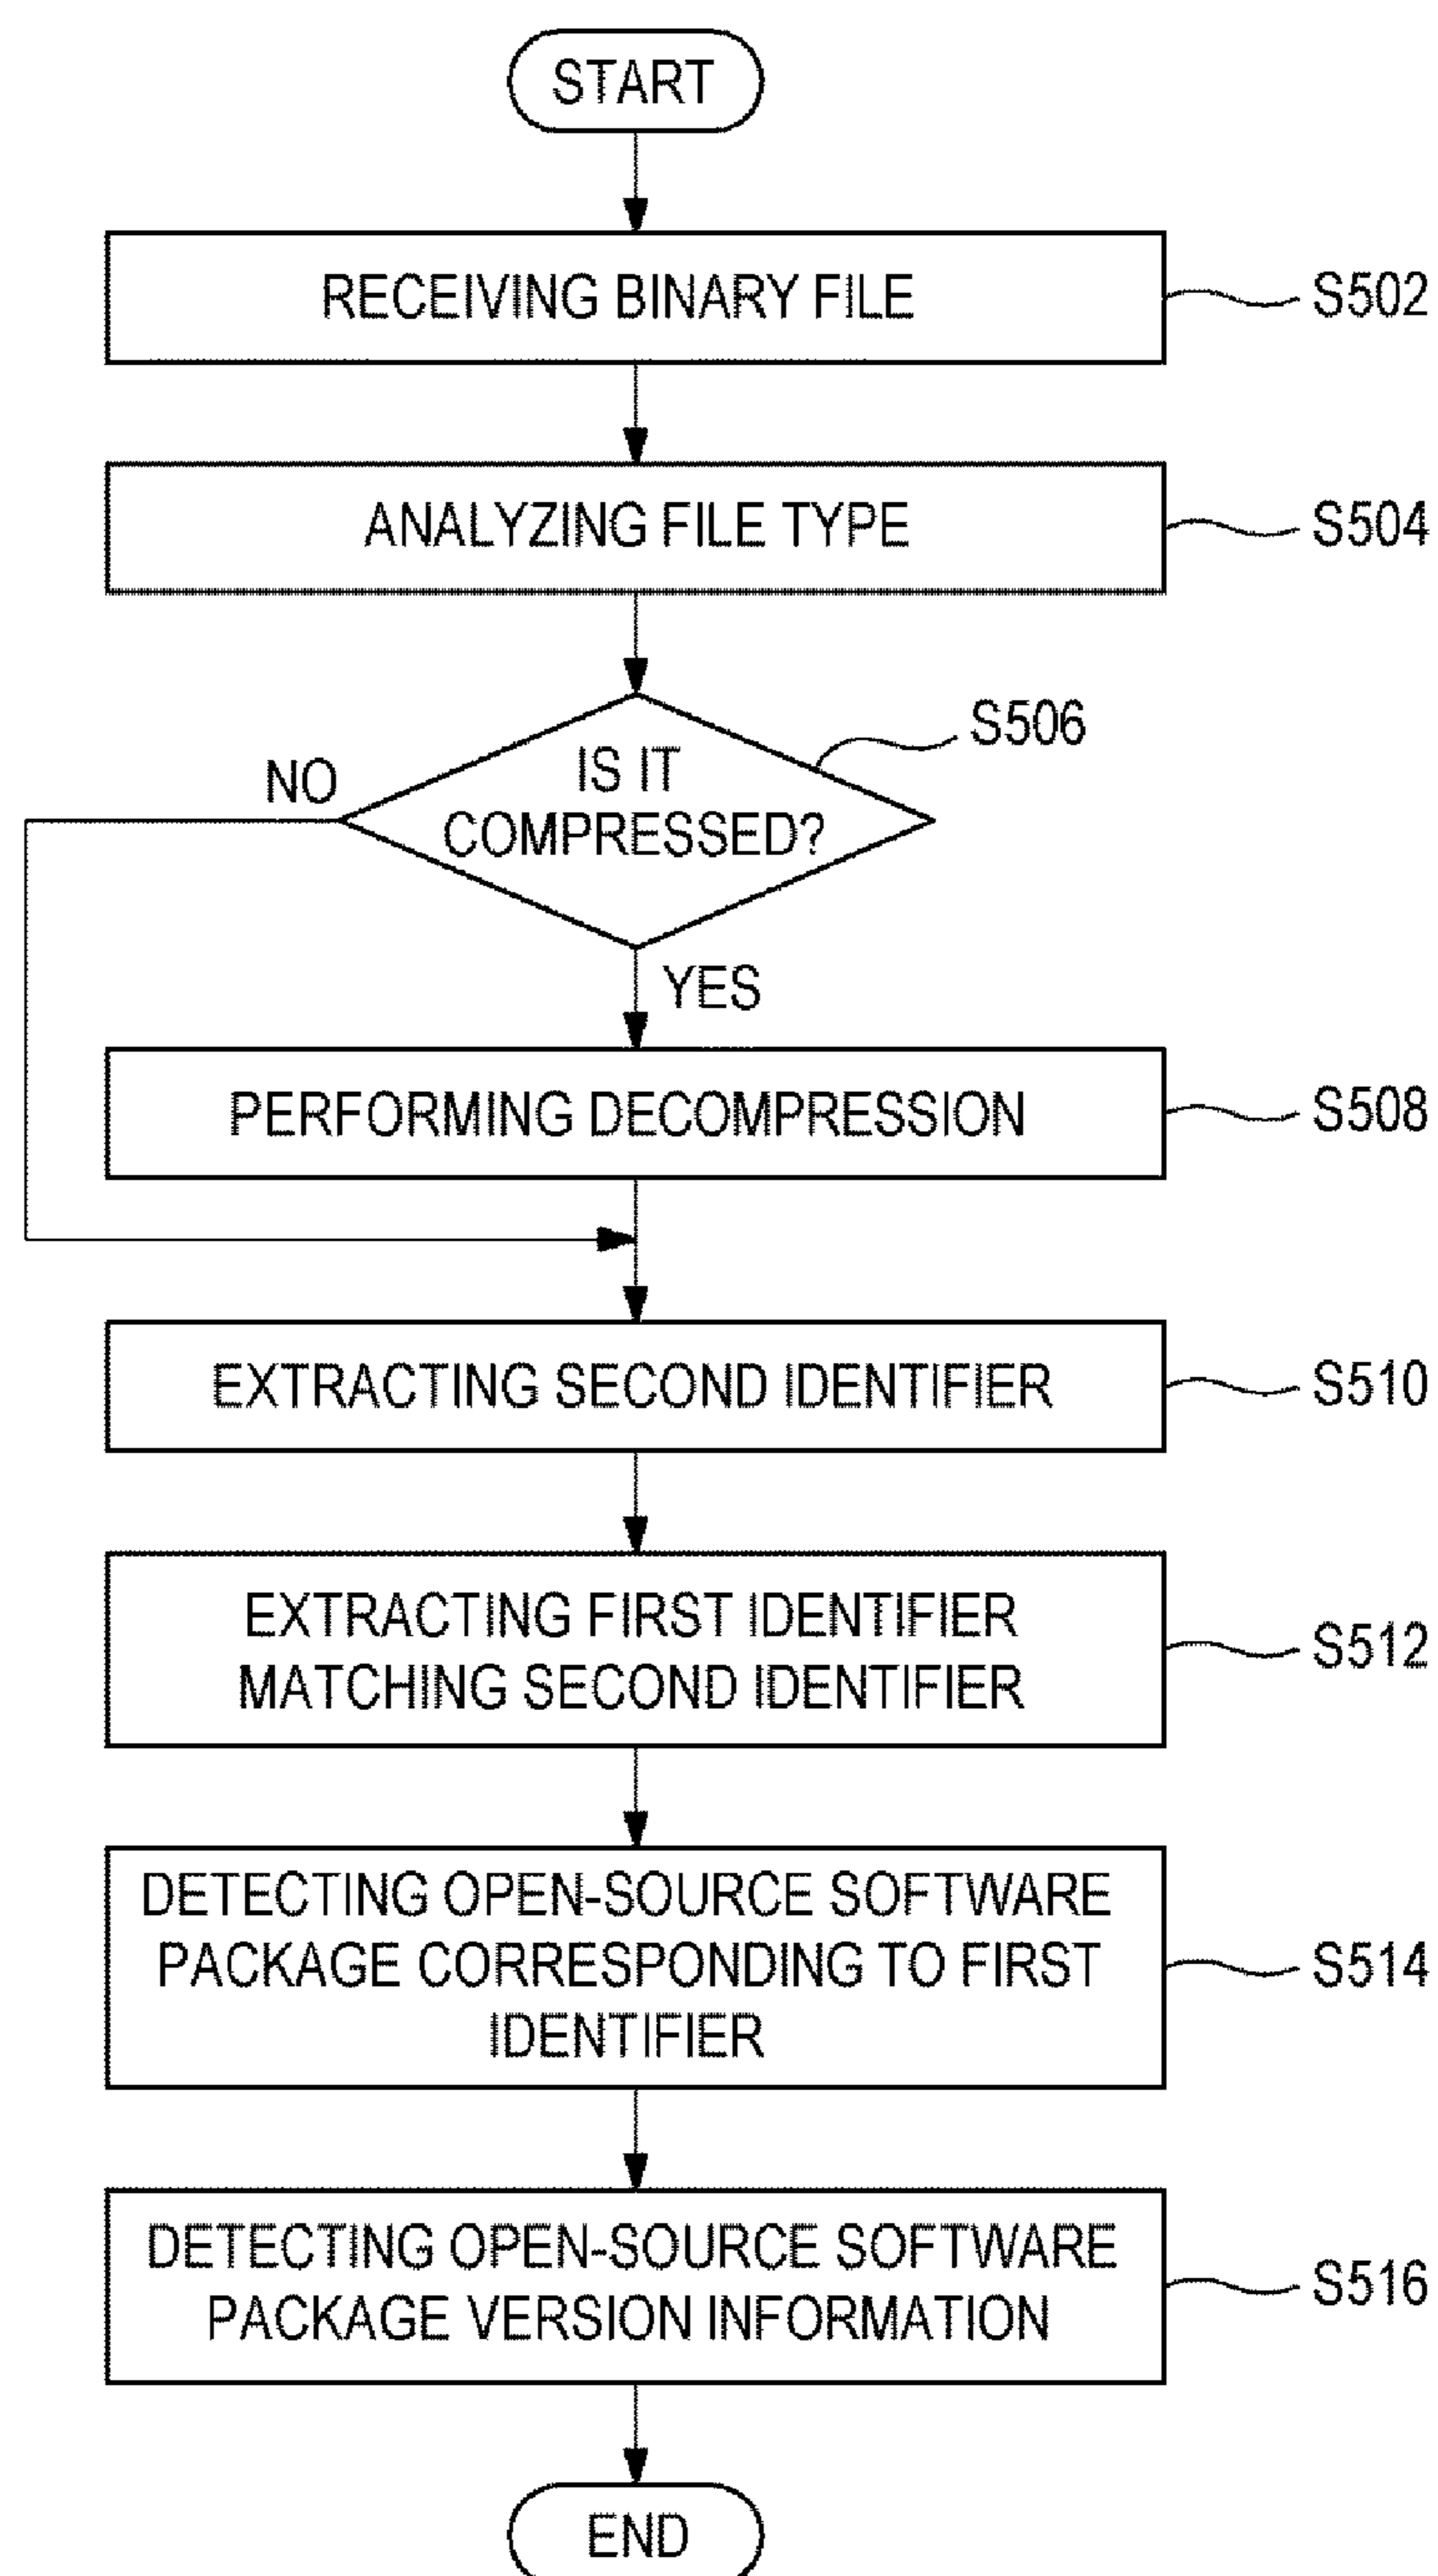 START
RECEIVING BINARY FILE
S502
ANALYZING FILE TYPE
S504
S506
IS IT
COMPRESSED?
NO
YES
PERFORMING DECOMPRESSION
S508
EXTRACTING SECOND IDENTIFIER
S510
EXTRACTING FIRST IDENTIFIER
MATCHING SECOND IDENTIFIER
S512
DETECTING OPEN-SOURCE SOFTWARE
PACKAGE CORRESPONDING TO FIRST
IDENTIFIER
S514
DETECTING OPEN-SOURCE SOFTWARE
PACKAGE VERSION INFORMATION
S516
END